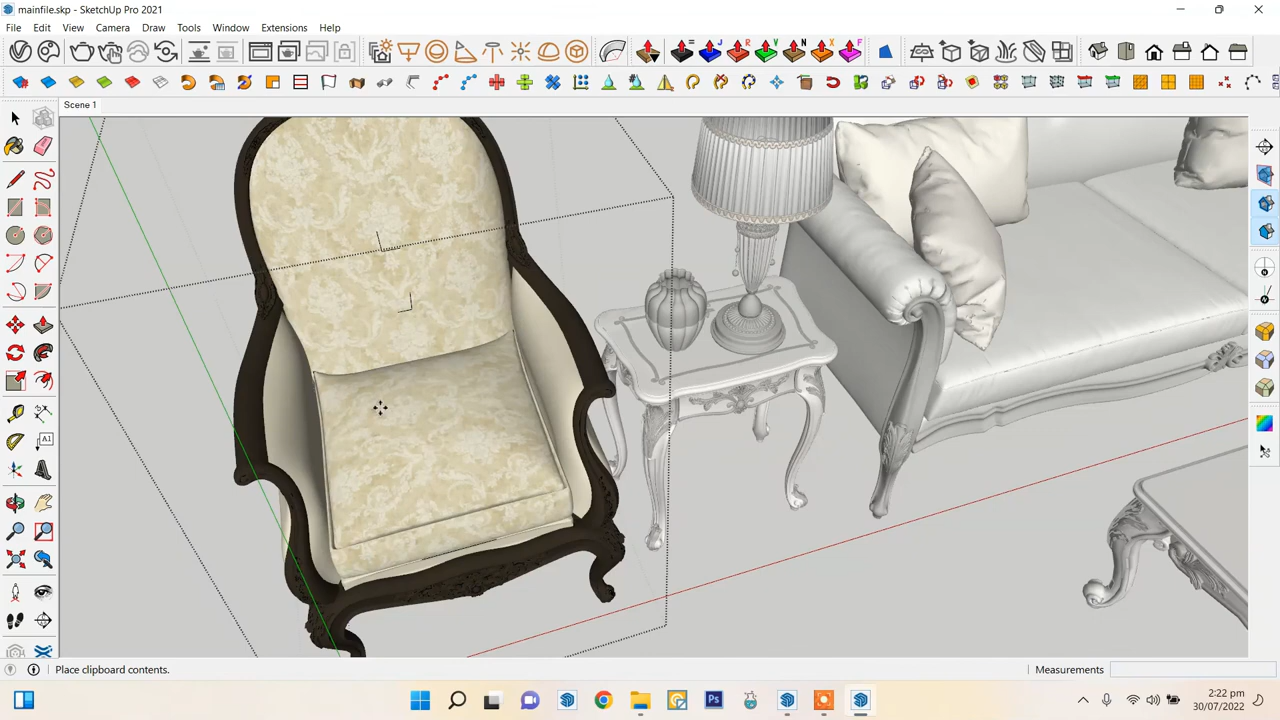 mainfile.skp - SketchUp Pro 2021
File Edit View Camera Draw Tools Window Extensions Help
Scene 1
Place clipboard contents.
Measurements
2:22 pm
30/07/2022